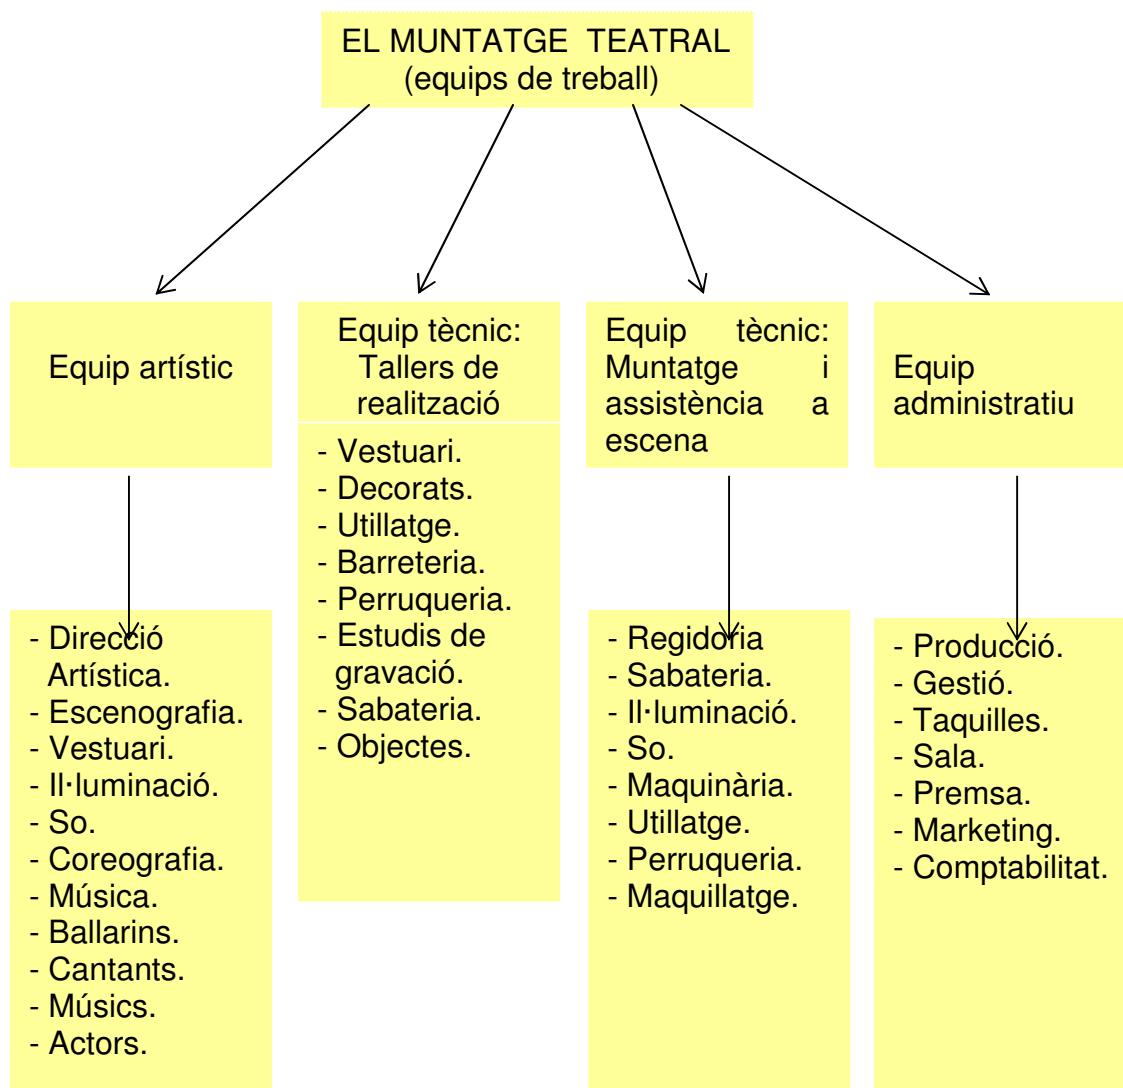 EL MUNTATGE TEATRAL
(equips de treball)
Equip artístic
Equip tècnic:
Tallers de
realització
Equip tècnic:
Muntatge i
assistència a
escena
Equip
administratiu
- Direcció
Artística.
- Escenografia.
- Vestuari.
- Il·luminació.
- So.
- Coreografia.
- Música.
- Ballarins.
- Cantants.
- Músics.
- Actors.
- Vestuari.
- Decorats.
- Utillatge.
- Barreteria.
- Perruqueria.
- Estudis de
gravació.
- Sabateria.
- Objectes.
- Regidoria
- Sabateria.
- Il·luminació.
- So.
- Maquinària.
- Utillatge.
- Perruqueria.
- Maquillatge.
- Producció.
- Gestió.
- Taquilles.
- Sala.
- Premsa.
- Marketing.
- Comptabilitat.